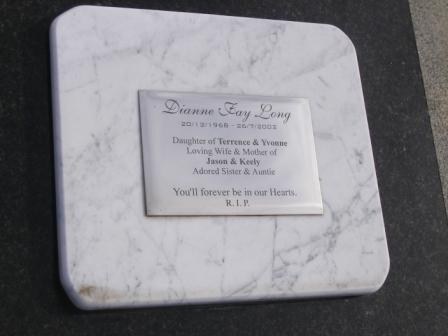 Dianne Fay Long
20/12/1968 - 26/7/2002
Daughter of Terrence & Yvonne
Loving Wife & Mother of
Jason & Keely
Adored Sister & Auntie
You'll forever be in our Hearts.
R.I.P.